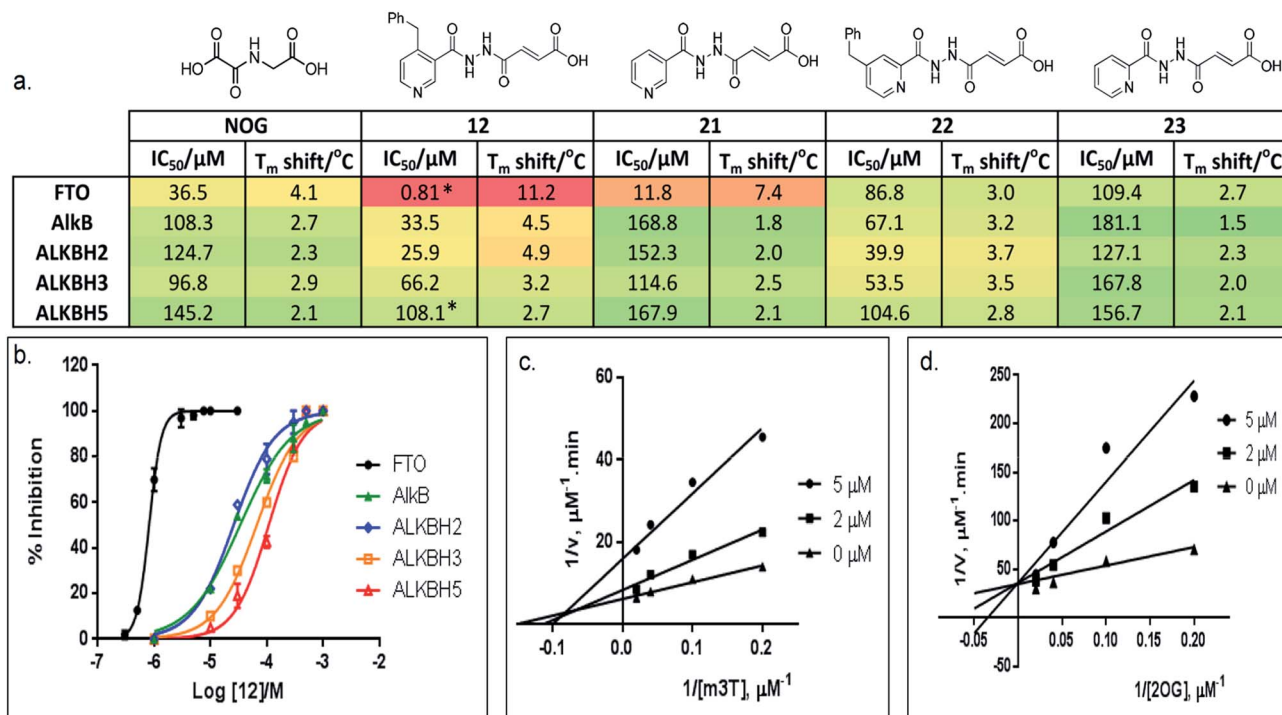 a.
HO O O H N O OH
Ph O H N N H O O OH N
O H N N H O O OH N
Ph O H N N H O O OH N
O H N N H O O OH N
NOG 12 21 22 23
IC50/µM Tm shift/°C IC50/µM Tm shift/°C IC50/µM Tm shift/°C IC50/µM Tm shift/°C IC50/µM Tm shift/°C
FTO 36.5 4.1 0.81* 11.2 11.8 7.4 86.8 3.0 109.4 2.7
AlkB 108.3 2.7 33.5 4.5 168.8 1.8 67.1 3.2 181.1 1.5
ALKBH2 124.7 2.3 25.9 4.9 152.3 2.0 39.9 3.7 127.1 2.3
ALKBH3 96.8 2.9 66.2 3.2 114.6 2.5 53.5 3.5 167.8 2.0
ALKBH5 145.2 2.1 108.1* 2.7 167.9 2.1 104.6 2.8 156.7 2.1
b.
% Inhibition
120
100
80
60
40
20
0
-7 -6 -5 -4 -3 -2
Log [12]/M
FTO
AlkB
ALKBH2
ALKBH3
ALKBH5
c.
1/v, µM-1.min
60
40
20
-0.1 0.0 0.1 0.2
1/[m3T], µM-1
5 µM
2 µM
0 µM
d.
1/v, µM-1.min
250
200
150
100
50
-50
-0.05 0.05 0.10 0.15 0.20
1/[2OG], µM-1
5 µM
2 µM
0 µM